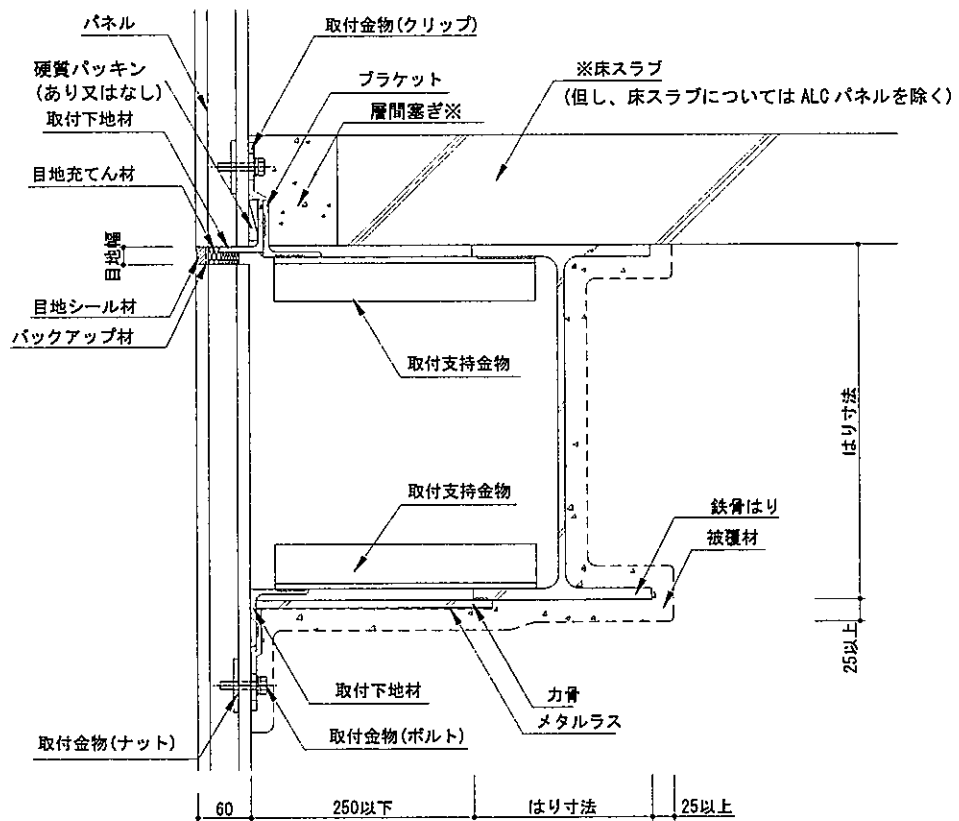 パネル
取付金物(クリップ)
硬質パッキン
(あり又はなし)
ブラケット
※床スラブ
(但し、床スラブについては ALC パネルを除く)
層間塞ぎ※
取付下地材
目地充てん材
目地幅
目地シール材
バックアップ材
取付支持金物
はり寸法
取付支持金物
鉄骨はり
被覆材
25以上
取付下地材
力骨
メタルラス
取付金物(ナット)
取付金物(ボルト)
60
250以下
はり寸法
25以上